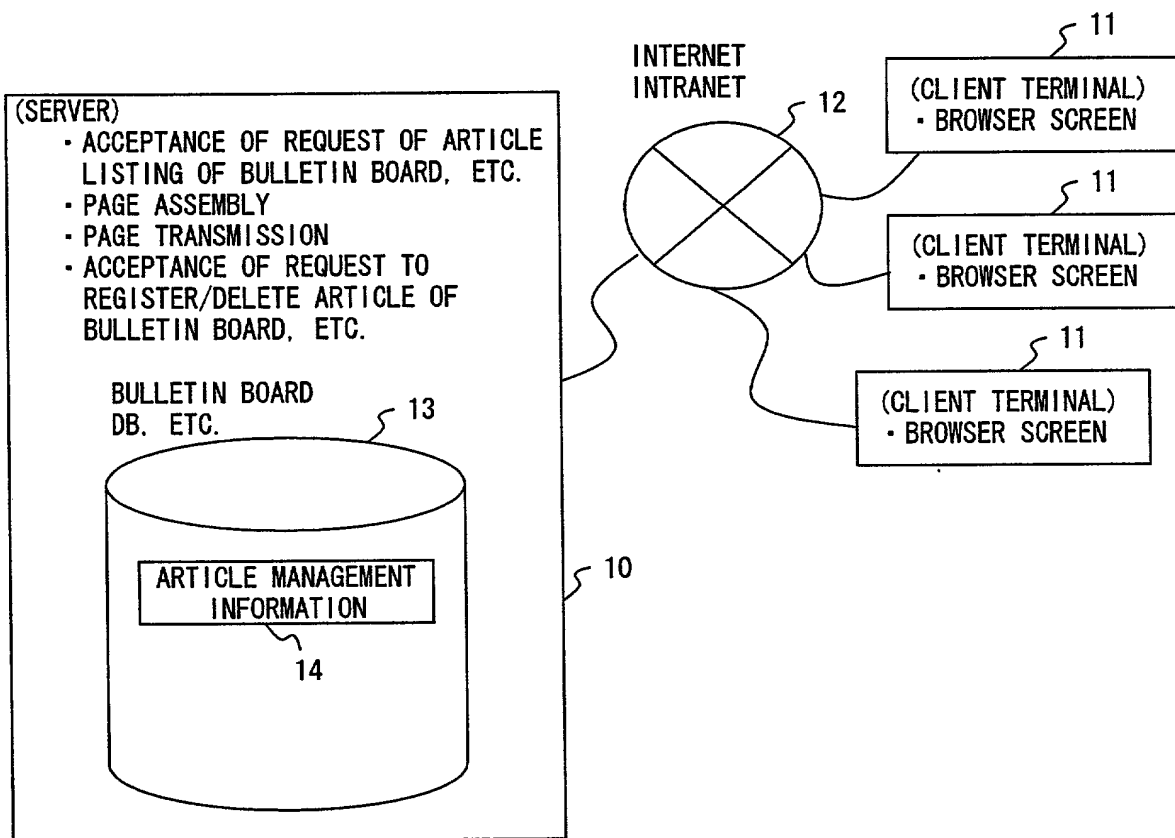 (SERVER)
・ACCEPTANCE OF REQUEST OF ARTICLE
LISTING OF BULLETIN BOARD, ETC.
・PAGE ASSEMBLY
・PAGE TRANSMISSION
・ACCEPTANCE OF REQUEST TO
REGISTER/DELETE ARTICLE OF
BULLETIN BOARD, ETC.
BULLETIN BOARD
DB. ETC.
13
ARTICLE MANAGEMENT
INFORMATION
14
10
INTERNET
INTRANET
12
11
(CLIENT TERMINAL)
・BROWSER SCREEN
11
(CLIENT TERMINAL)
・BROWSER SCREEN
11
(CLIENT TERMINAL)
・BROWSER SCREEN